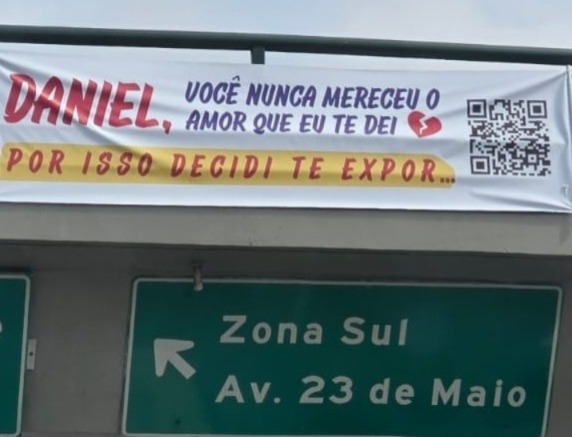 DANIEL,
VOCÊ NUNCA MERECEU O
AMOR QUE EU TE DEI
POR ISSO DECIDI TE EXPOR...
Zona Sul
Av. 23 de Maio